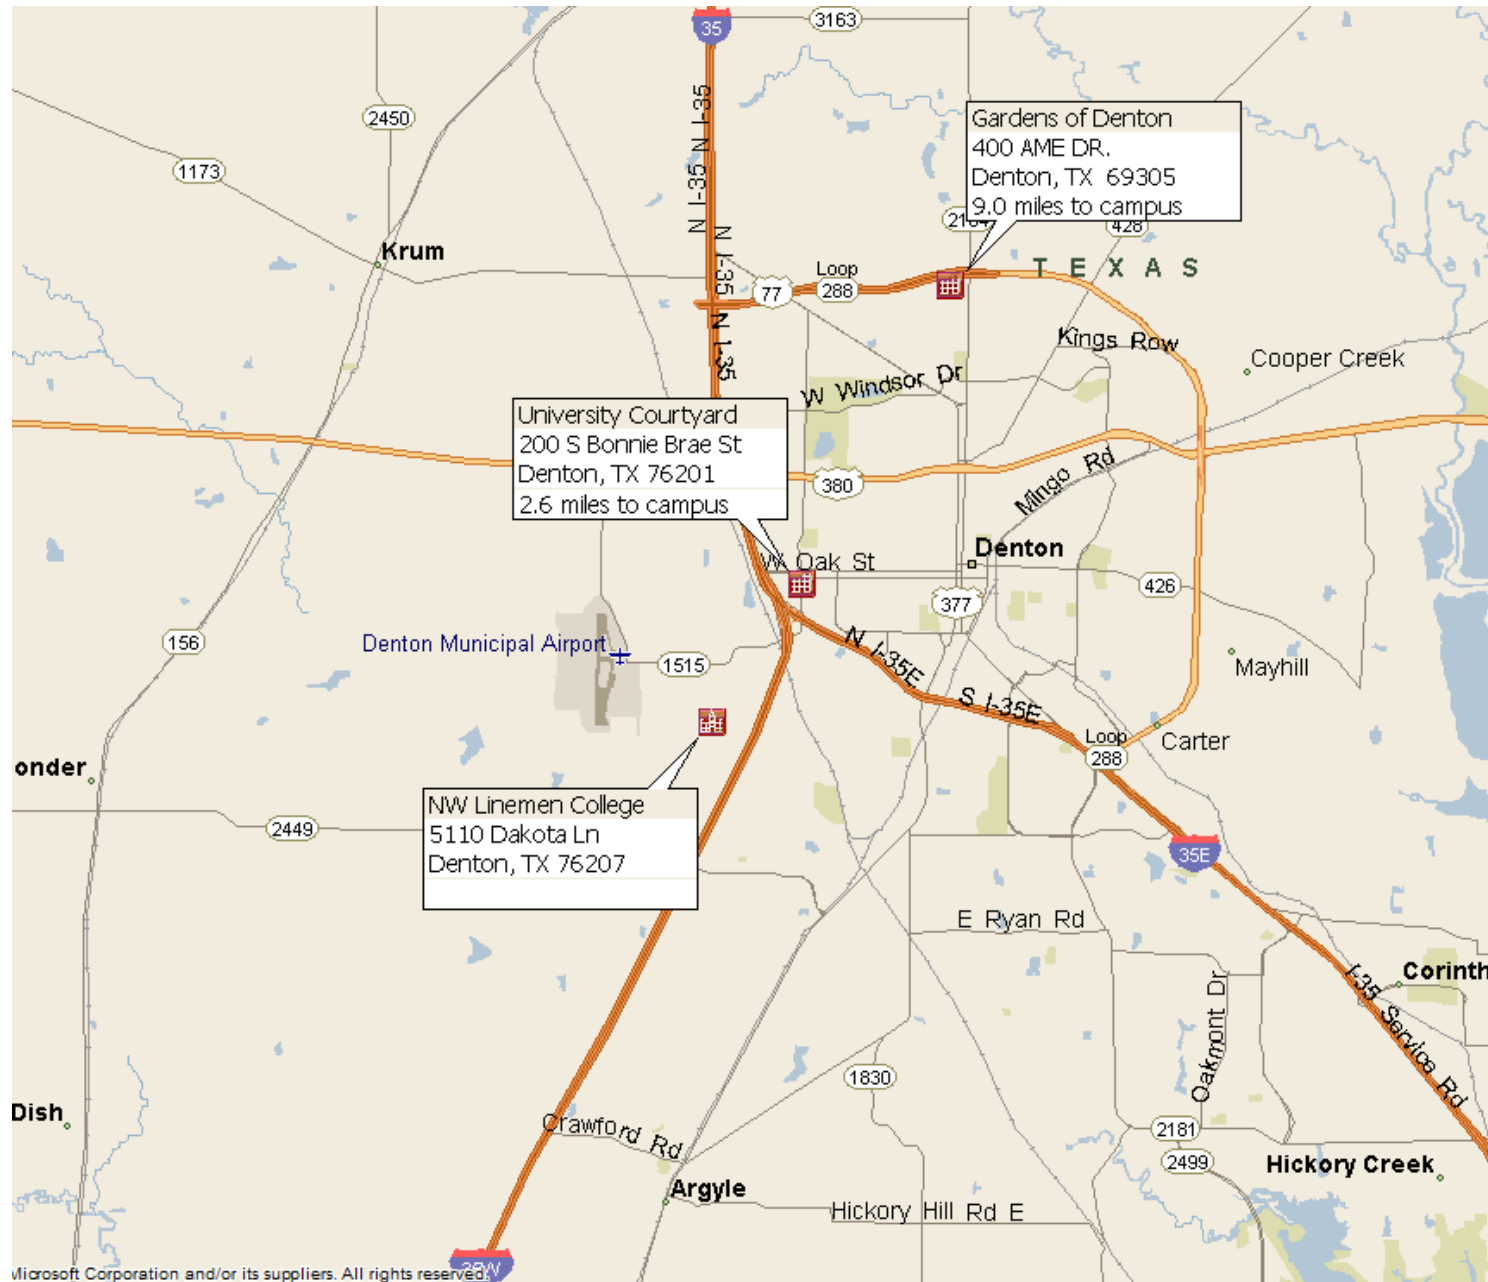 35
3163
2450
N I-35
N I-35
Gardens of Denton
400 AME DR.
Denton, TX 69305
9.0 miles to campus
1173
428
Krum
N I-35
Loop
288
77
T E X A S
N I-35
Kings Row
Cooper Creek
W Windsor Dr
University Courtyard
200 S Bonnie Brae St
Denton, TX 76201
2.6 miles to campus
380
Mingo Rd
W Oak St
Denton
426
377
156
Denton Municipal Airport
1515
N I-35E
Mayhill
S I-35E
Loop
288
Carter
onder
NW Linemen College
5110 Dakota Ln
Denton, TX 76207
2449
35E
E Ryan Rd
Corinth
I-35 Service Rd
Oakmont Dr
1830
Dish
Crawford Rd
2181
2499
Hickory Creek
Argyle
Hickory Hill Rd E
35W
Microsoft Corporation and/or its suppliers. All rights reserved.